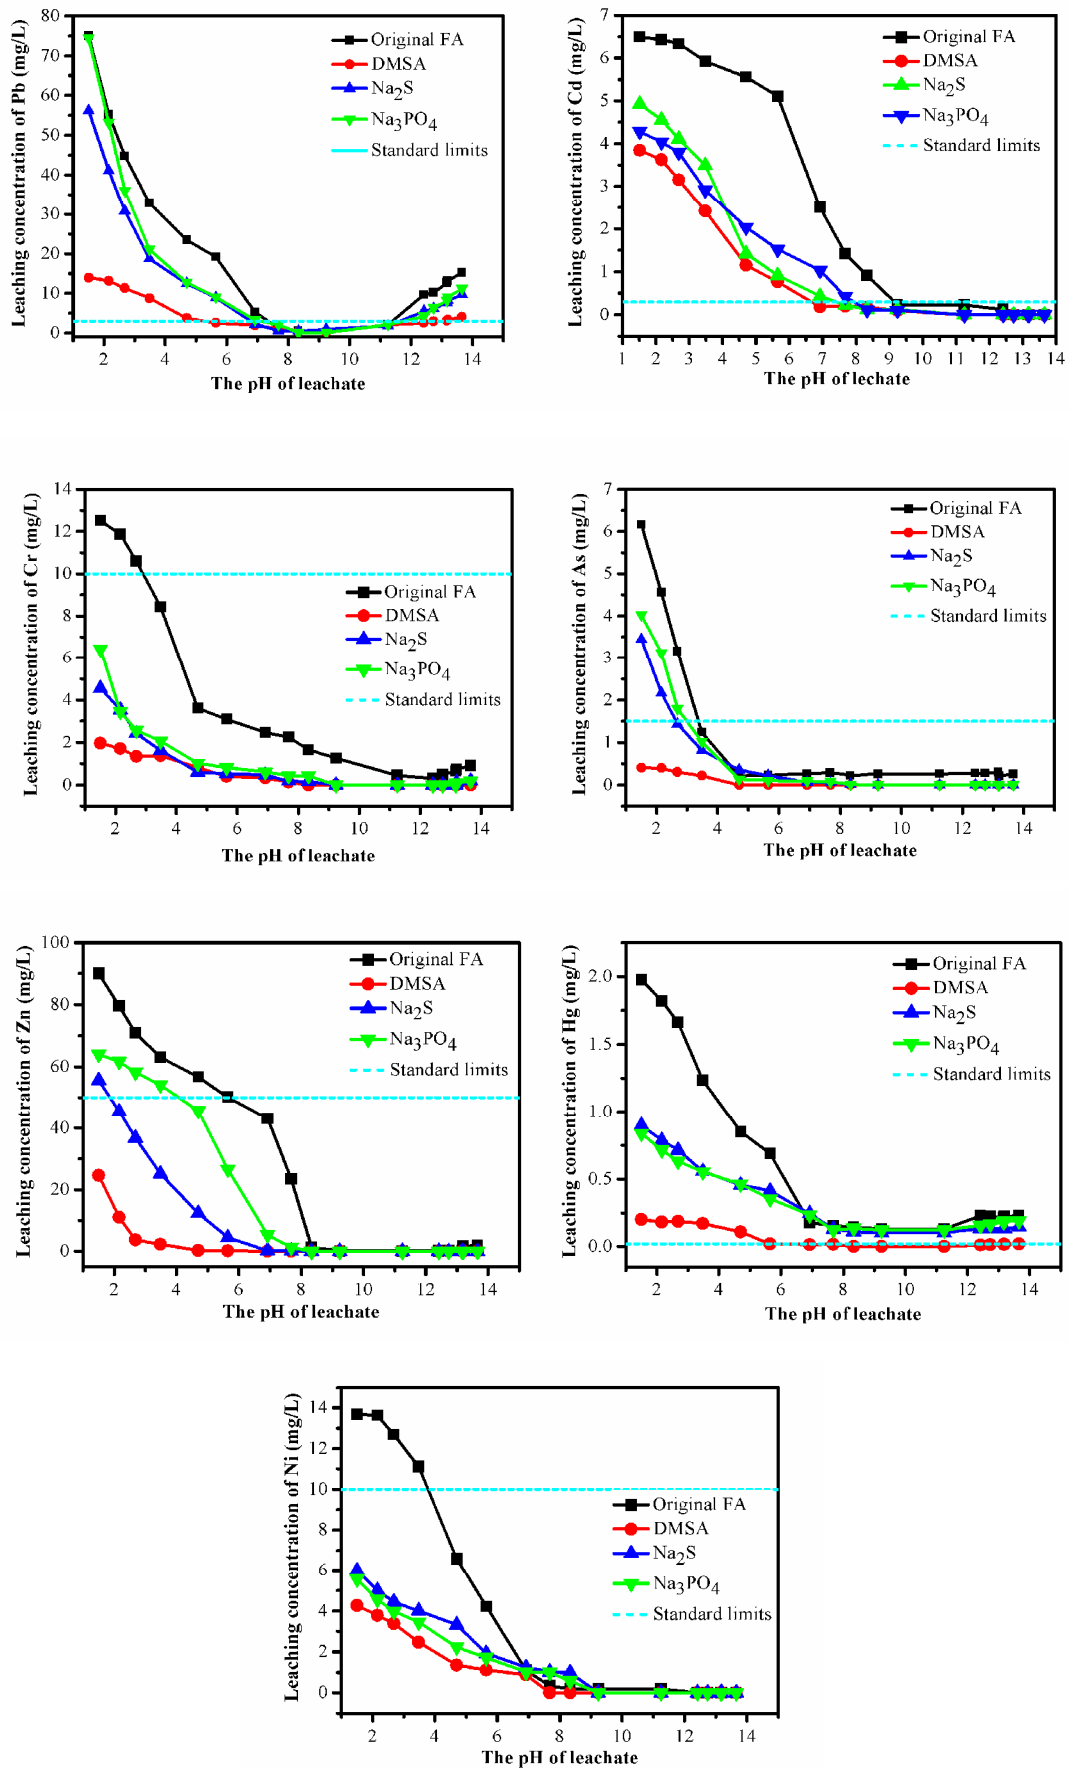 Leaching concentration of Pb (mg/L)
80
70
60
50
40
30
20
10
0
Original FA
DMSA
Na₂S
Na₃PO₄
Standard limits
2 4 6 8 10 12 14
The pH of leachate
Leaching concentration of Cd (mg/L)
7
6
5
4
3
2
1
0
Original FA
DMSA
Na₂S
Na₃PO₄
Standard limits
1 2 3 4 5 6 7 8 9 10 11 12 13 14
The pH of lechate
Leaching concentration of Cr (mg/L)
14
12
10
8
6
4
2
0
Original FA
DMSA
Na₂S
Na₃PO₄
Standard limits
2 4 6 8 10 12 14
The pH of leachate
Leaching concentration of As (mg/L)
7
6
5
4
3
2
1
0
Original FA
DMSA
Na₂S
Na₃PO₄
Standard limits
2 4 6 8 10 12 14
The pH of leachate
Leaching concentration of Zn (mg/L)
100
80
60
40
20
0
Original FA
DMSA
Na₂S
Na₃PO₄
Standard limits
2 4 6 8 10 12 14
The pH of leachate
Leaching concentration of Hg (mg/L)
2.0
1.5
1.0
0.5
0.0
Original FA
DMSA
Na₂S
Na₃PO₄
Standard limits
2 4 6 8 10 12 14
The pH of leachate
Leaching concentration of Ni (mg/L)
14
12
10
8
6
4
2
0
Original FA
DMSA
Na₂S
Na₃PO₄
Standard limits
2 4 6 8 10 12 14
The pH of leachate